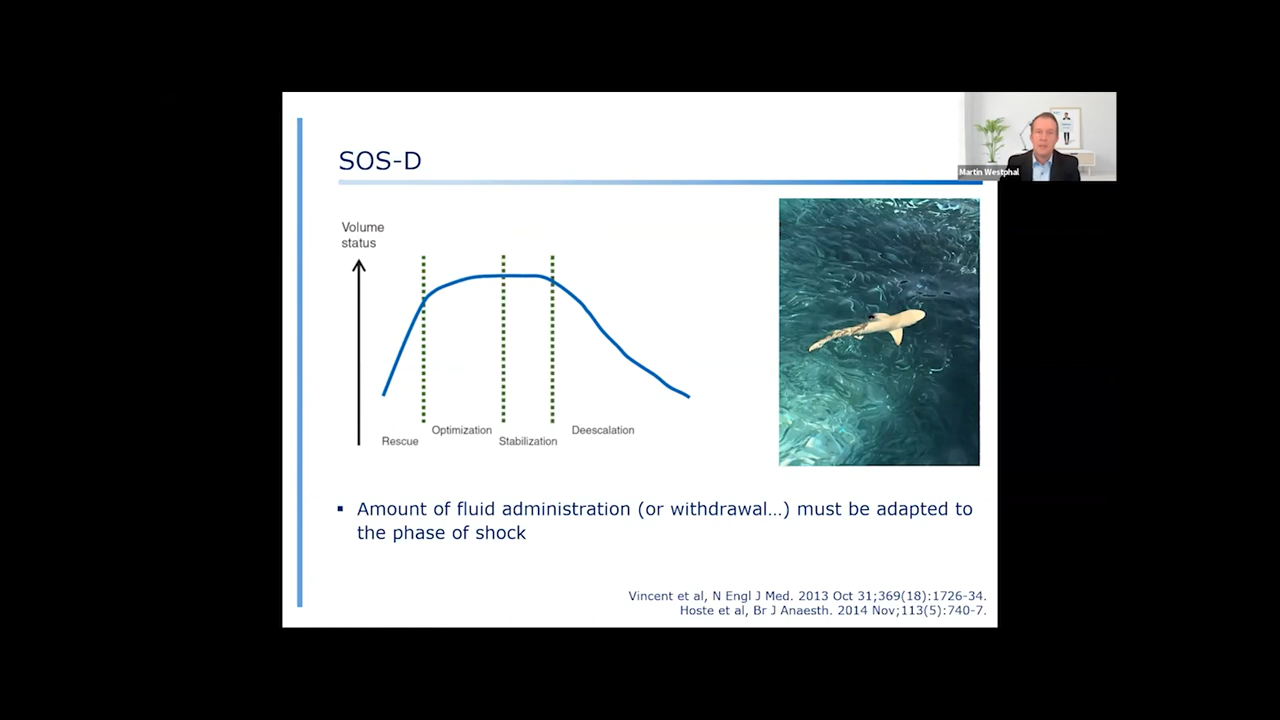 SOS-D
Martin Westphal
Volume
status
Rescue
Optimization
Stabilization
Deescalation
▪ Amount of fluid administration (or withdrawal…) must be adapted to
the phase of shock
Vincent et al, N Engl J Med. 2013 Oct 31;369(18):1726-34.
Hoste et al, Br J Anaesth. 2014 Nov;113(5):740-7.